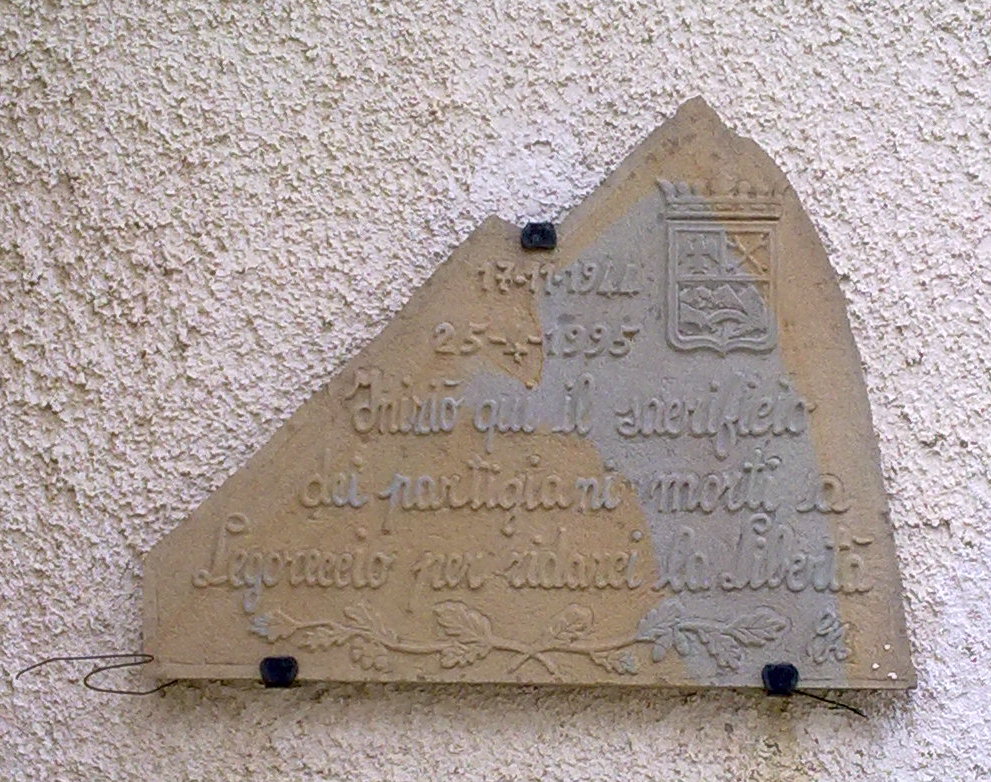 17-11-1944
25-4-1995
Iniziò qui il sacrificio
dei partigiani morti a
Legoreccio per ridarci la Libertà